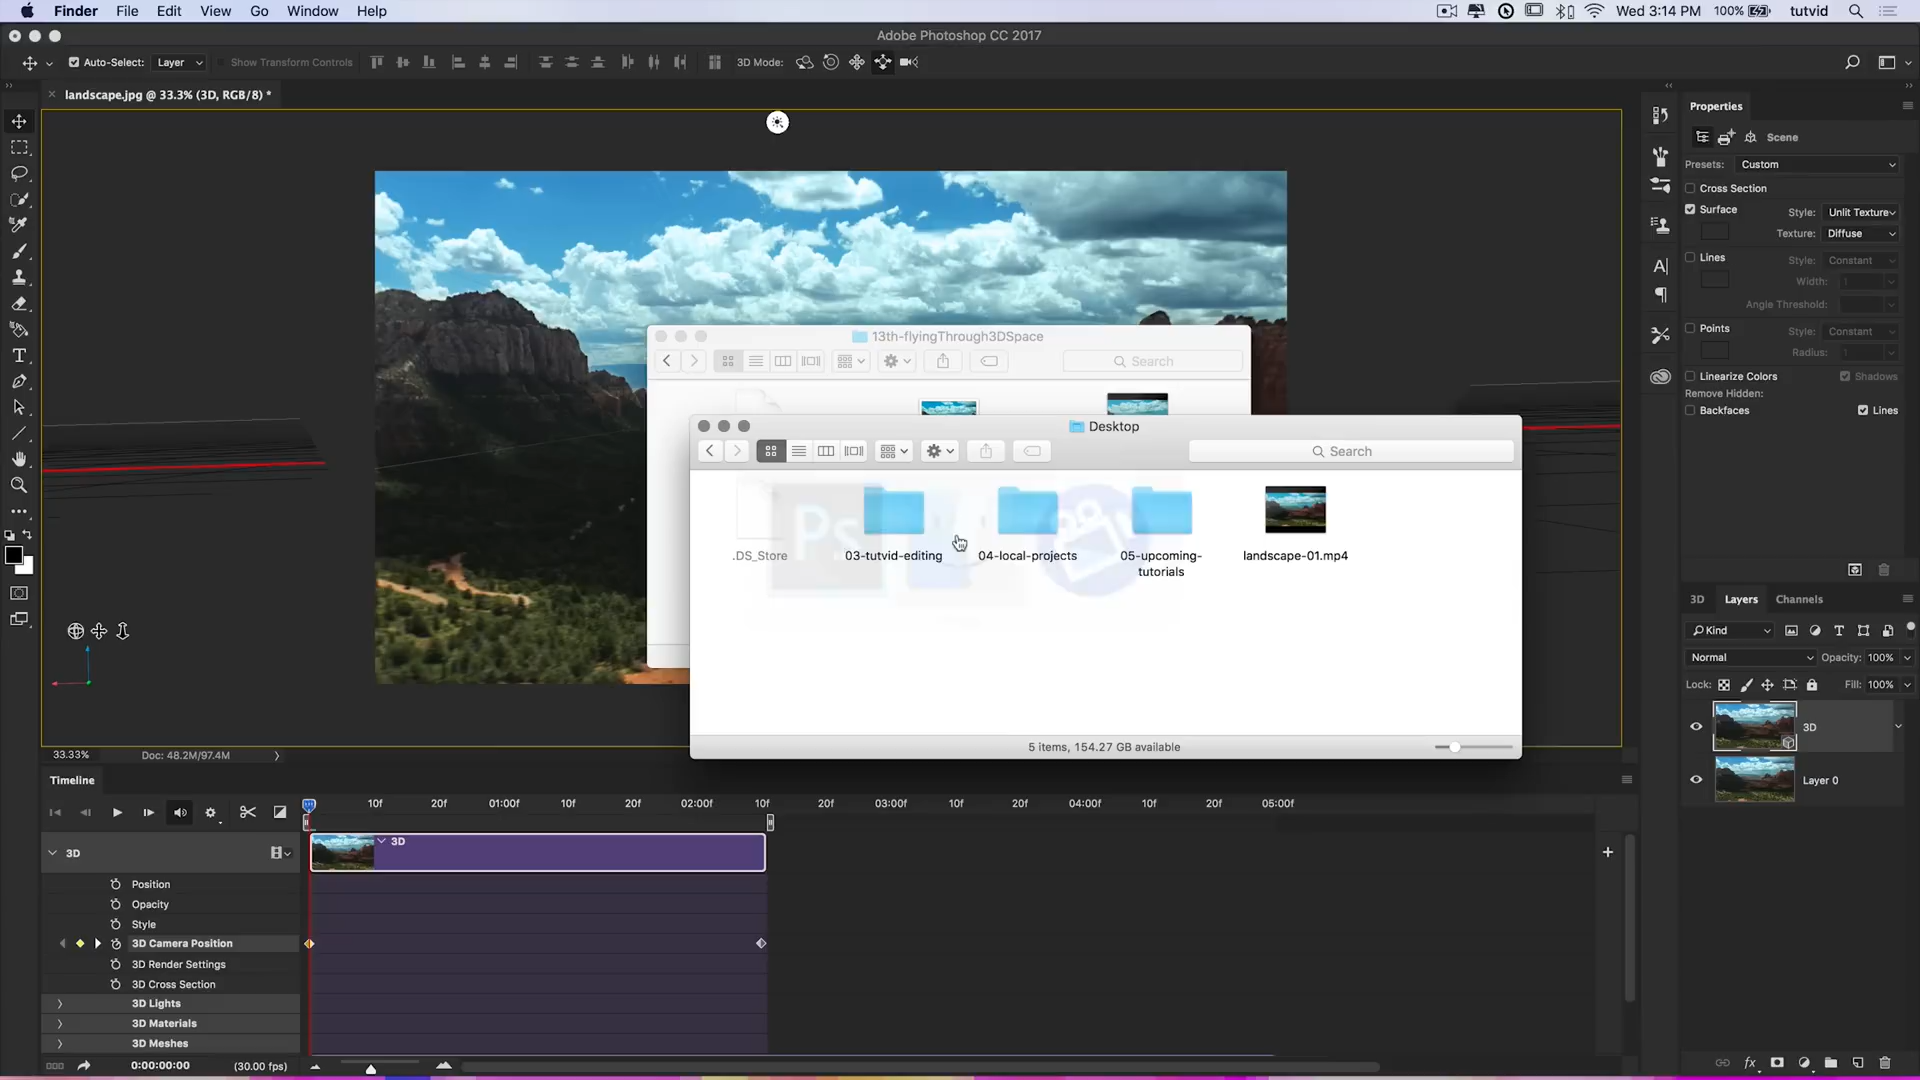 Finder File Edit View Go Window Help
Wed 3:14 PM 100% tutvid
Adobe Photoshop CC 2017
Auto-Select: Layer Show Transform Controls 3D Mode:
landscape.jpg @ 33.3% (3D, RGB/8) *
Properties
Scene
Presets: Custom
Cross Section
Surface Style: Unlit Texture
Texture: Diffuse
Lines Style: Constant
Width: 1
Angle Threshold:
Points Style: Constant
Radius: 1
Linearize Colors Shadows
Remove Hidden:
Backfaces Lines
13th-flyingThrough3DSpace
Search
Desktop
Search
Ps
.DS_Store
03-tutvid-editing
04-local-projects
05-upcoming-
tutorials
landscape-01.mp4
5 items, 154.27 GB available
3D Layers Channels
Kind
Normal Opacity: 100%
Lock: Fill: 100%
3D
Layer 0
33.33% Doc: 48.2M/97.4M
Timeline
10f 20f 01:00f 10f 20f 02:00f 10f 20f 03:00f 10f 20f 04:00f 10f 20f 05:00f
3D
3D
Position
Opacity
Style
3D Camera Position
3D Render Settings
3D Cross Section
3D Lights
3D Materials
3D Meshes
0:00:00:00 (30.00 fps)
fx